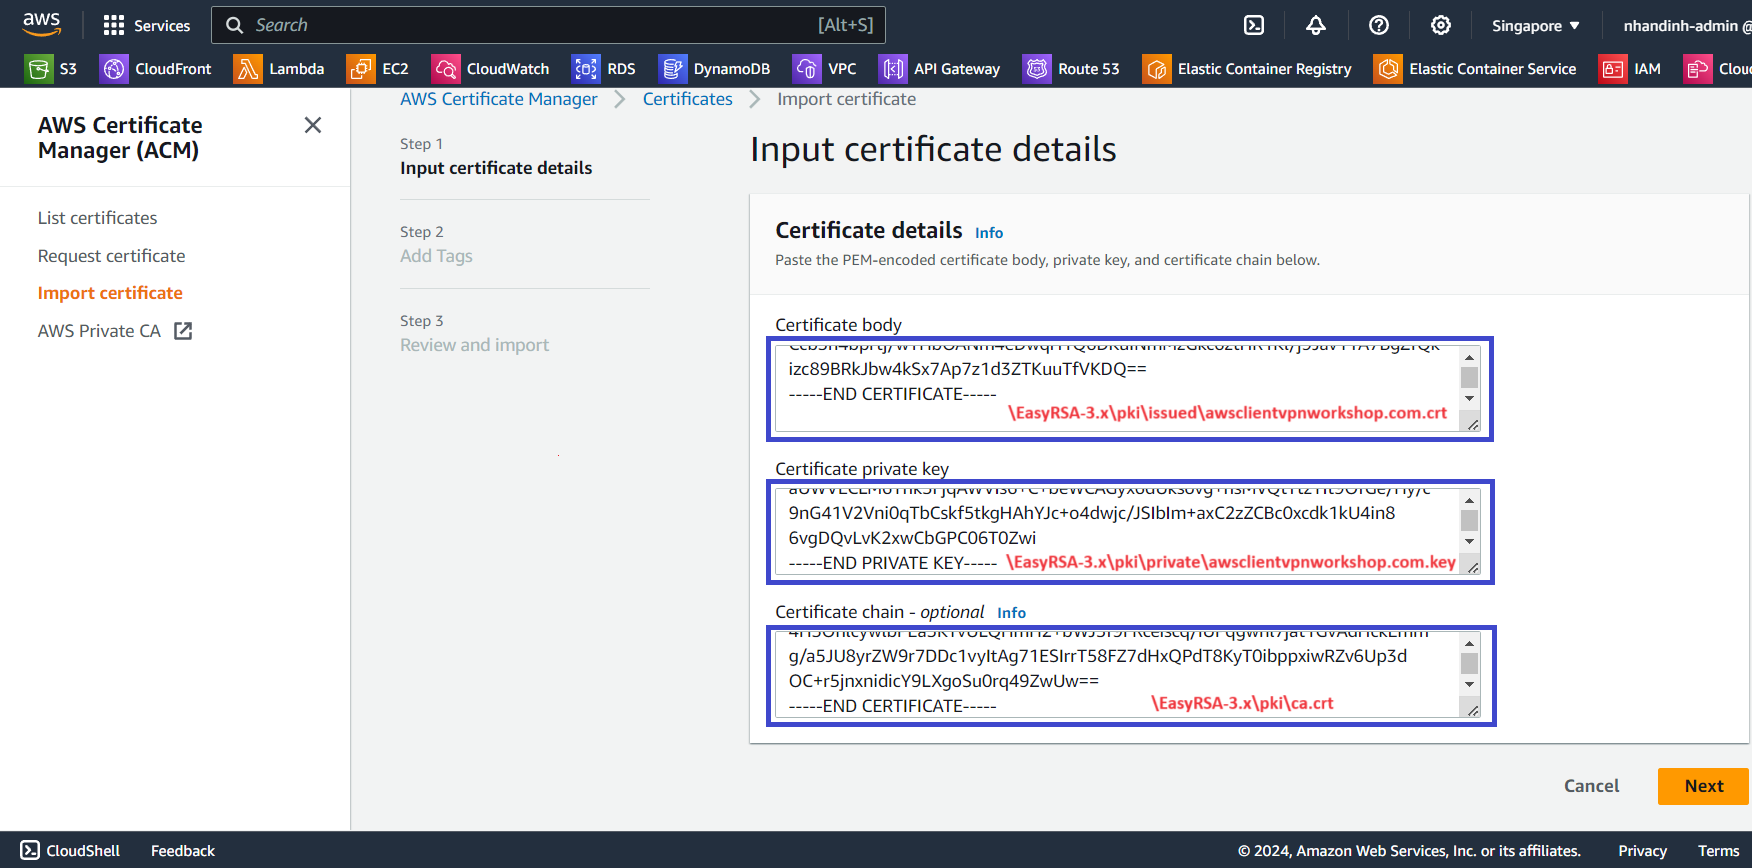 aws
Services
Search
[Alt+S]
Singapore
nhandinh-admin @
S3
CloudFront
Lambda
EC2
CloudWatch
RDS
DynamoDB
VPC
API Gateway
Route 53
Elastic Container Registry
Elastic Container Service
IAM
AWS Certificate Manager (ACM)
List certificates
Request certificate
Import certificate
AWS Private CA
AWS Certificate Manager
Certificates
Import certificate
Step 1
Input certificate details
Step 2
Add Tags
Step 3
Review and import
Input certificate details
Certificate details Info
Paste the PEM-encoded certificate body, private key, and certificate chain below.
Certificate body
izc89BRkJbw4kSx7Ap7z1d3ZTKuuTfVKDQ==
-----END CERTIFICATE-----
\EasyRSA-3.x\pki\issued\awsclientvpnworkshop.com.crt
Certificate private key
9nG41V2Vni0qTbCskf5tkgHAhYJc+o4dwjc/JSIbIm+axC2zZCBc0xcdk1kU4in8
6vgDQvLvK2xwCbGPC06T0Zwi
-----END PRIVATE KEY----- \EasyRSA-3.x\pki\private\awsclientvpnworkshop.com.key
Certificate chain - optional Info
g/a5JU8yrZW9r7DDc1vyItAg71ESIrrT58FZ7dHxQPdT8KyT0ibppxiwRZv6Up3d
OC+r5jnxnidicY9LXgoSu0rq49ZwUw==
-----END CERTIFICATE-----
\EasyRSA-3.x\pki\ca.crt
Cancel
Next
CloudShell
Feedback
© 2024, Amazon Web Services, Inc. or its affiliates.
Privacy
Terms